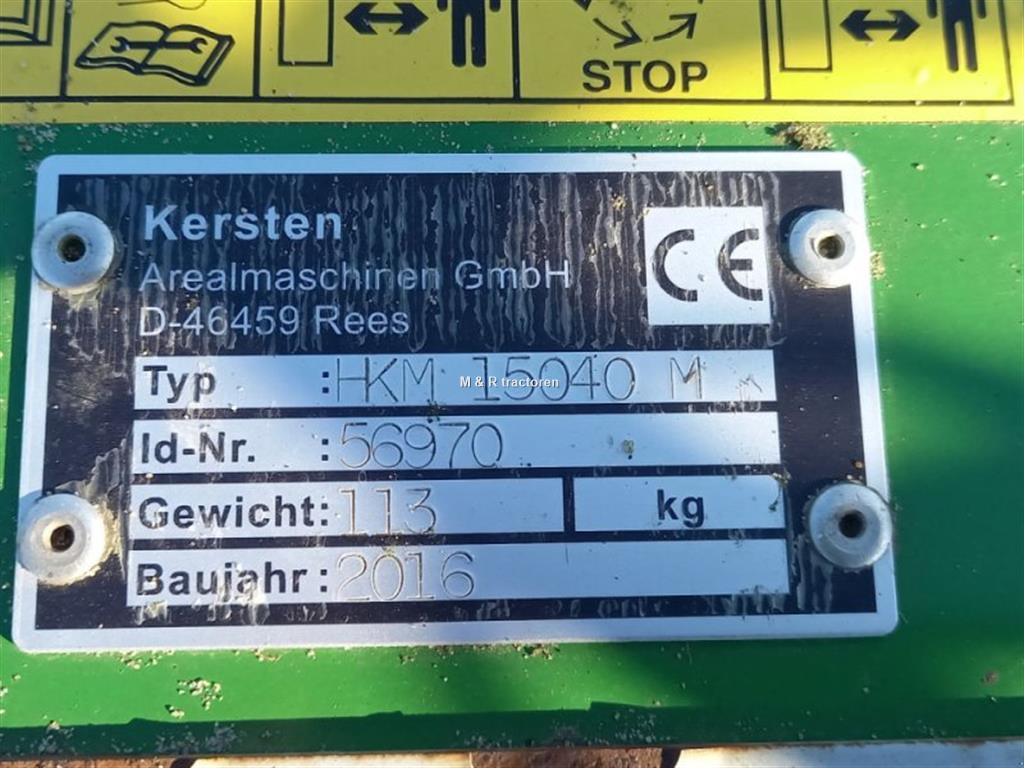 STOP
Kersten
Arealmaschinen GmbH
D-46459 Rees
CE
Typ :HKM 15040 M
M & R tractoren
Id-Nr. :56970
Gewicht:113 kg
Baujahr:2016